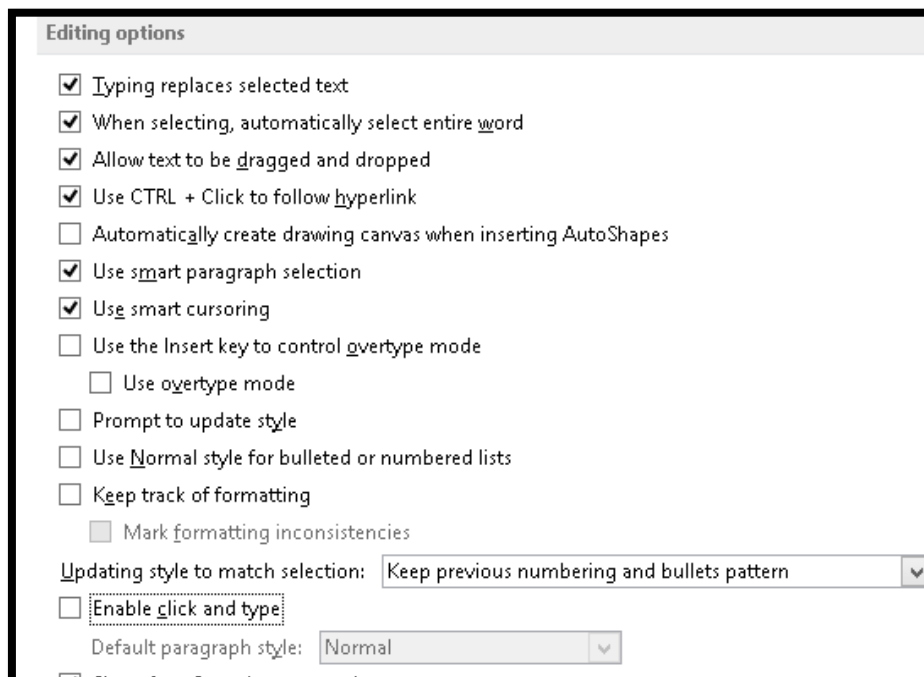 Editing options
Typing replaces selected text
When selecting, automatically select entire word
Allow text to be dragged and dropped
Use CTRL + Click to follow hyperlink
Automatically create drawing canvas when inserting AutoShapes
Use smart paragraph selection
Use smart cursoring
Use the Insert key to control overtype mode
Use overtype mode
Prompt to update style
Use Normal style for bulleted or numbered lists
Keep track of formatting
Mark formatting inconsistencies
Updating style to match selection: Keep previous numbering and bullets pattern
Enable click and type
Default paragraph style: Normal